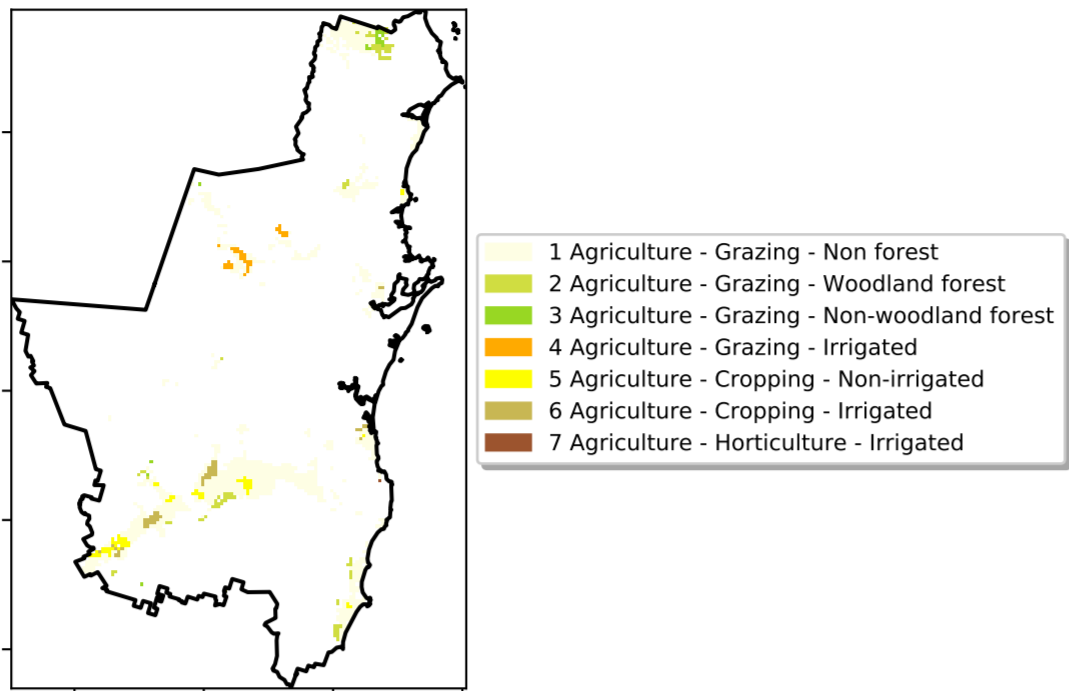 1 Agriculture - Grazing - Non forest
2 Agriculture - Grazing - Woodland forest
3 Agriculture - Grazing - Non-woodland forest
4 Agriculture - Grazing - Irrigated
5 Agriculture - Cropping - Non-irrigated
6 Agriculture - Cropping - Irrigated
7 Agriculture - Horticulture - Irrigated